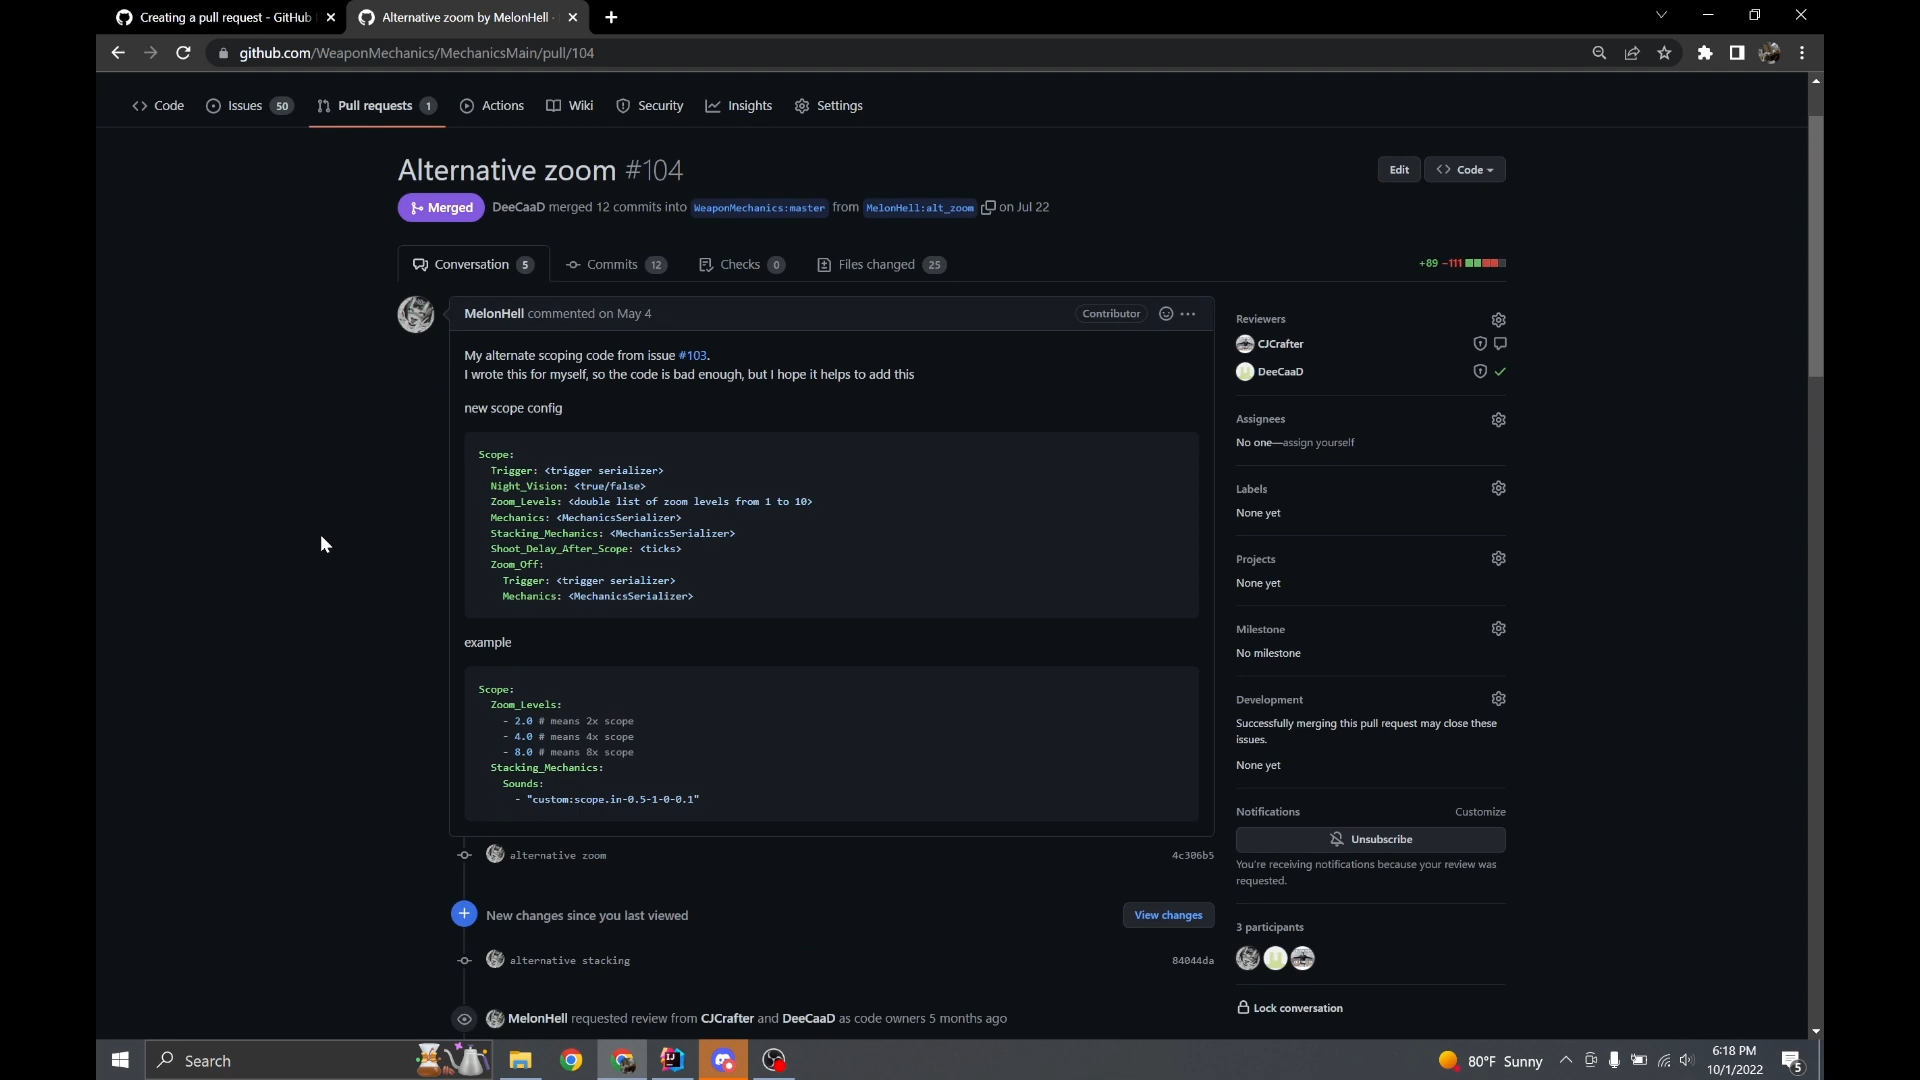 Creating a pull request - GitHub
Alternative zoom by MelonHell ·
github.com/WeaponMechanics/MechanicsMain/pull/104
Code
Issues 50
Pull requests 1
Actions
Wiki
Security
Insights
Settings
Alternative zoom #104
Edit
<> Code
Merged
DeeCaaD merged 12 commits into WeaponMechanics:master from MelonHell:alt_zoom on Jul 22
Conversation 5
Commits 12
Checks 0
Files changed 25
+89 −111
MelonHell commented on May 4
Contributor
My alternate scoping code from issue #103.
I wrote this for myself, so the code is bad enough, but I hope it helps to add this
new scope config
Scope:
Trigger: <trigger serializer>
Night_Vision: <true/false>
Zoom_Levels: <double list of zoom levels from 1 to 10>
Mechanics: <MechanicsSerializer>
Stacking_Mechanics: <MechanicsSerializer>
Shoot_Delay_After_Scope: <ticks>
Zoom_Off:
Trigger: <trigger serializer>
Mechanics: <MechanicsSerializer>
example
Scope:
Zoom_Levels:
- 2.0 # means 2x scope
- 4.0 # means 4x scope
- 8.0 # means 8x scope
Stacking_Mechanics:
Sounds:
- "custom:scope.in-0.5-1-0-0.1"
alternative zoom
4c306b5
New changes since you last viewed
View changes
alternative stacking
84044da
MelonHell requested review from CJCrafter and DeeCaaD as code owners 5 months ago
Reviewers
CJCrafter
DeeCaaD
Assignees
No one—assign yourself
Labels
None yet
Projects
None yet
Milestone
No milestone
Development
Successfully merging this pull request may close these
issues.
None yet
Notifications
Customize
Unsubscribe
You're receiving notifications because your review was
requested.
3 participants
Lock conversation
Search
80°F Sunny
6:18 PM
10/1/2022
5